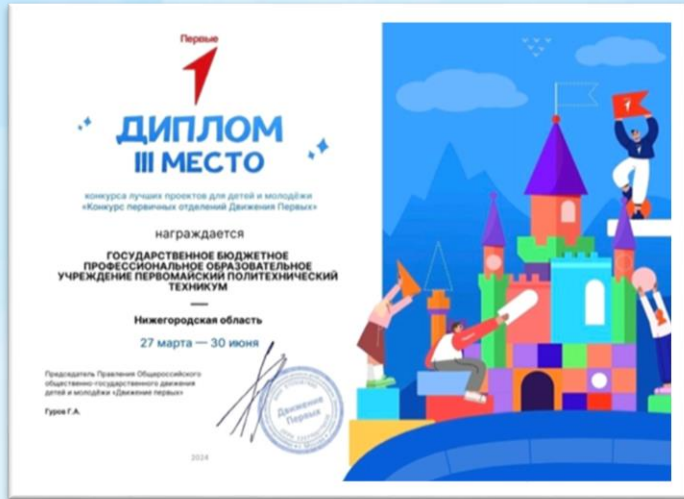 Первые
ДИПЛОМ
III МЕСТО
конкурса лучших проектов для детей и молодёжи
«Конкурс первичных отделений Движения Первых»
награждается
ГОСУДАРСТВЕННОЕ БЮДЖЕТНОЕ
ПРОФЕССИОНАЛЬНОЕ ОБРАЗОВАТЕЛЬНОЕ
УЧРЕЖДЕНИЕ ПЕРВОМАЙСКИЙ ПОЛИТЕХНИЧЕСКИЙ
ТЕХНИКУМ
Нижегородская область
27 марта — 30 июня
Председатель Правления Общероссийского
общественно-государственного движения
детей и молодёжи «Движение первых»
Гуров Г.А.
Движение
Первых
2024